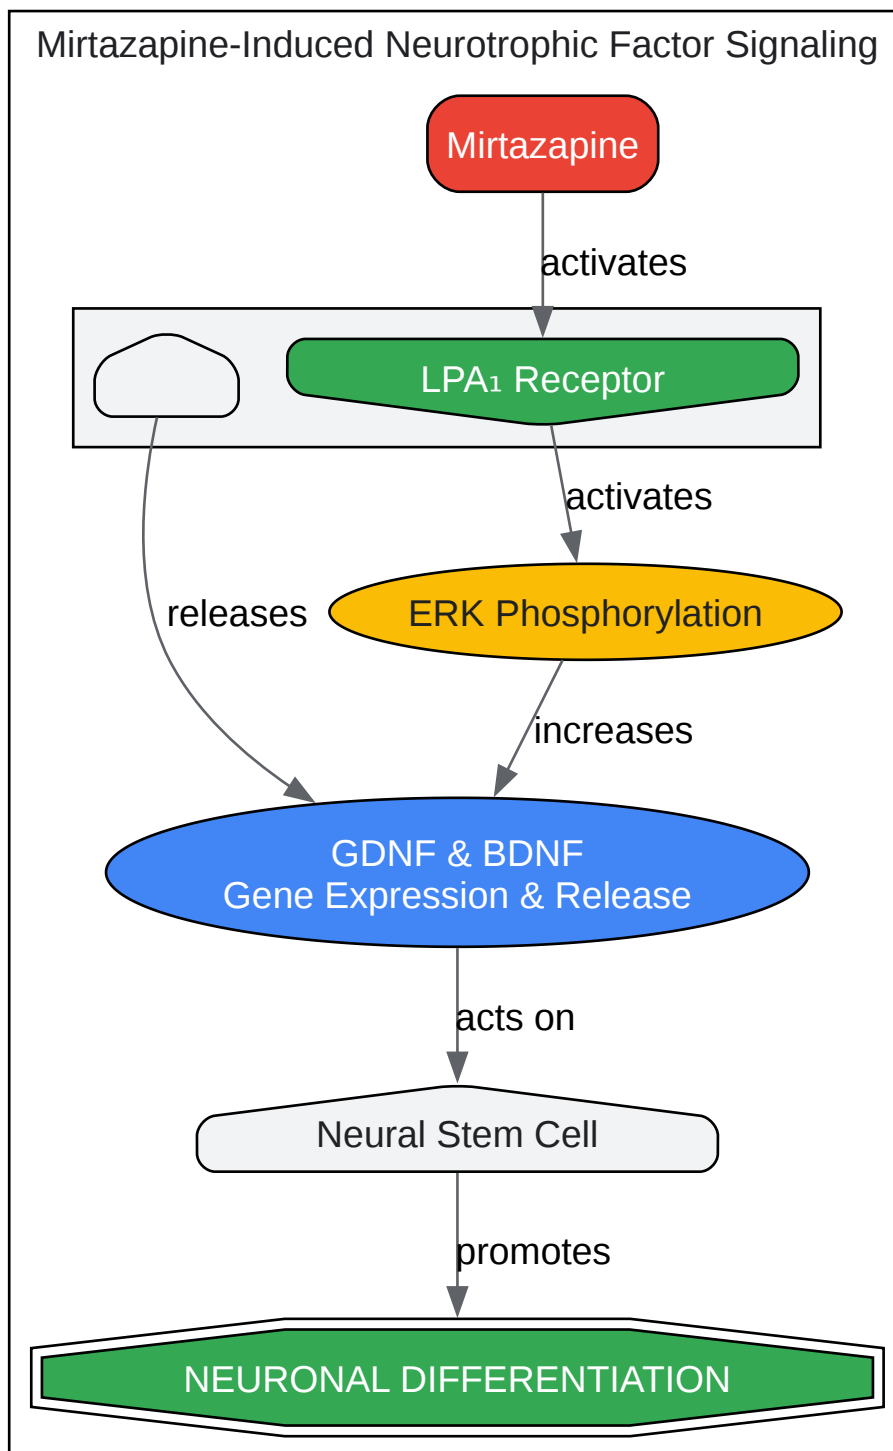 Mirtazapine-Induced Neurotrophic Factor Signaling
Mirtazapine
activates
LPA₁ Receptor
activates
releases
ERK Phosphorylation
increases
GDNF & BDNF
Gene Expression & Release
acts on
Neural Stem Cell
promotes
NEURONAL DIFFERENTIATION